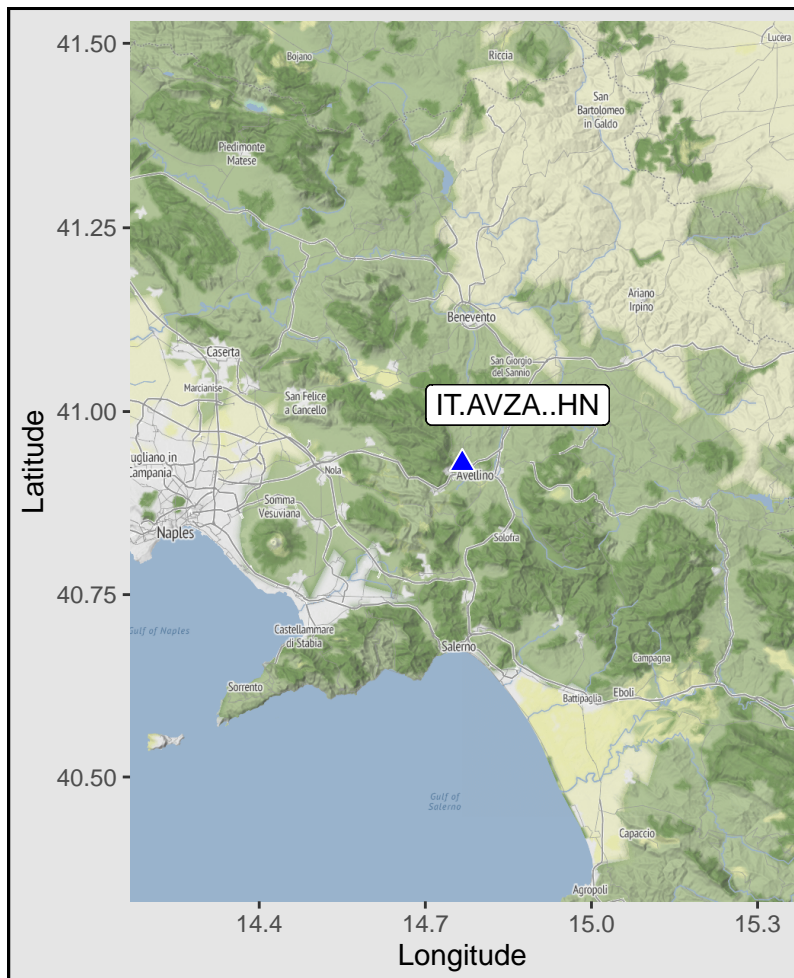 41.50
41.25
41.00
40.75
40.50
Latitude
14.4
14.7
15.0
15.3
Longitude
Bojano
Riccia
Lucera
San
Bartolomeo
in Galdo
Piedimonte
Matese
Benevento
Ariano
Irpino
Caserta
San Giorgio
del Sannio
Marcianise
San Felice
a Cancello
IT.AVZA..HN
ugliano in
Campania
Nola
Avellino
Somma
Vesuviana
Naples
Solofra
Gulf of Naples
Castellammare
di Stabia
Salerno
Campagna
Sorrento
Battipaglia
Eboli
Gulf of
Salerno
Capaccio
Agropoli